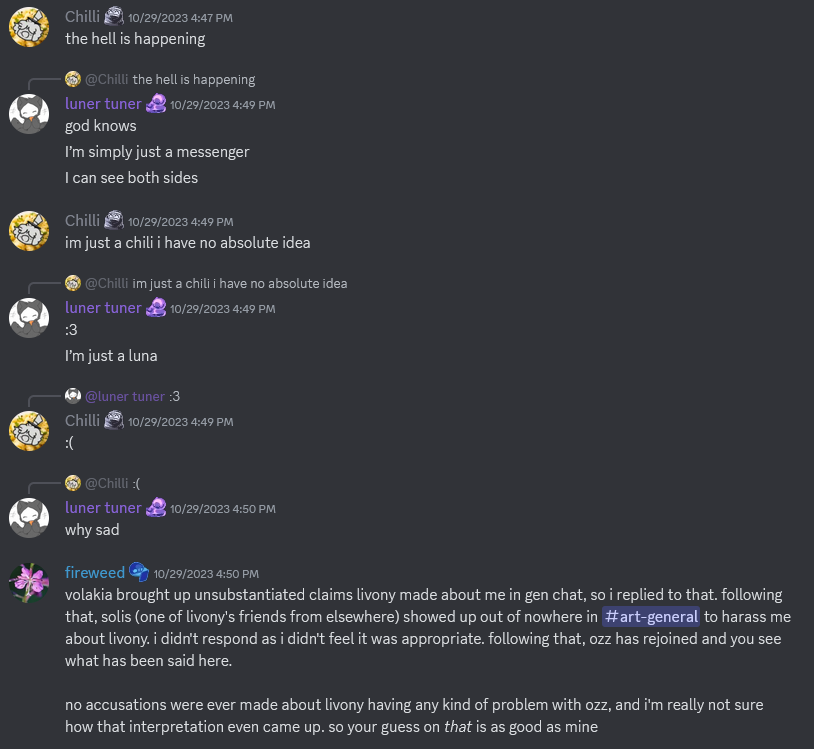 Chilli 10/29/2023 4:47 PM
the hell is happening
@Chilli the hell is happening
luner tuner 10/29/2023 4:49 PM
god knows
I'm simply just a messenger
I can see both sides
Chilli 10/29/2023 4:49 PM
im just a chili i have no absolute idea
@Chilli im just a chili i have no absolute idea
luner tuner 10/29/2023 4:49 PM
:3
I'm just a luna
@luner tuner :3
Chilli 10/29/2023 4:49 PM
:(
@Chilli :(
luner tuner 10/29/2023 4:50 PM
why sad
fireweed 10/29/2023 4:50 PM
volakia brought up unsubstantiated claims livony made about me in gen chat, so i replied to that. following
that, solis (one of livony's friends from elsewhere) showed up out of nowhere in #art-general to harass me
about livony. i didn't respond as i didn't feel it was appropriate. following that, ozz has rejoined and you see
what has been said here.
no accusations were ever made about livony having any kind of problem with ozz, and i'm really not sure
how that interpretation even came up. so your guess on that is as good as mine